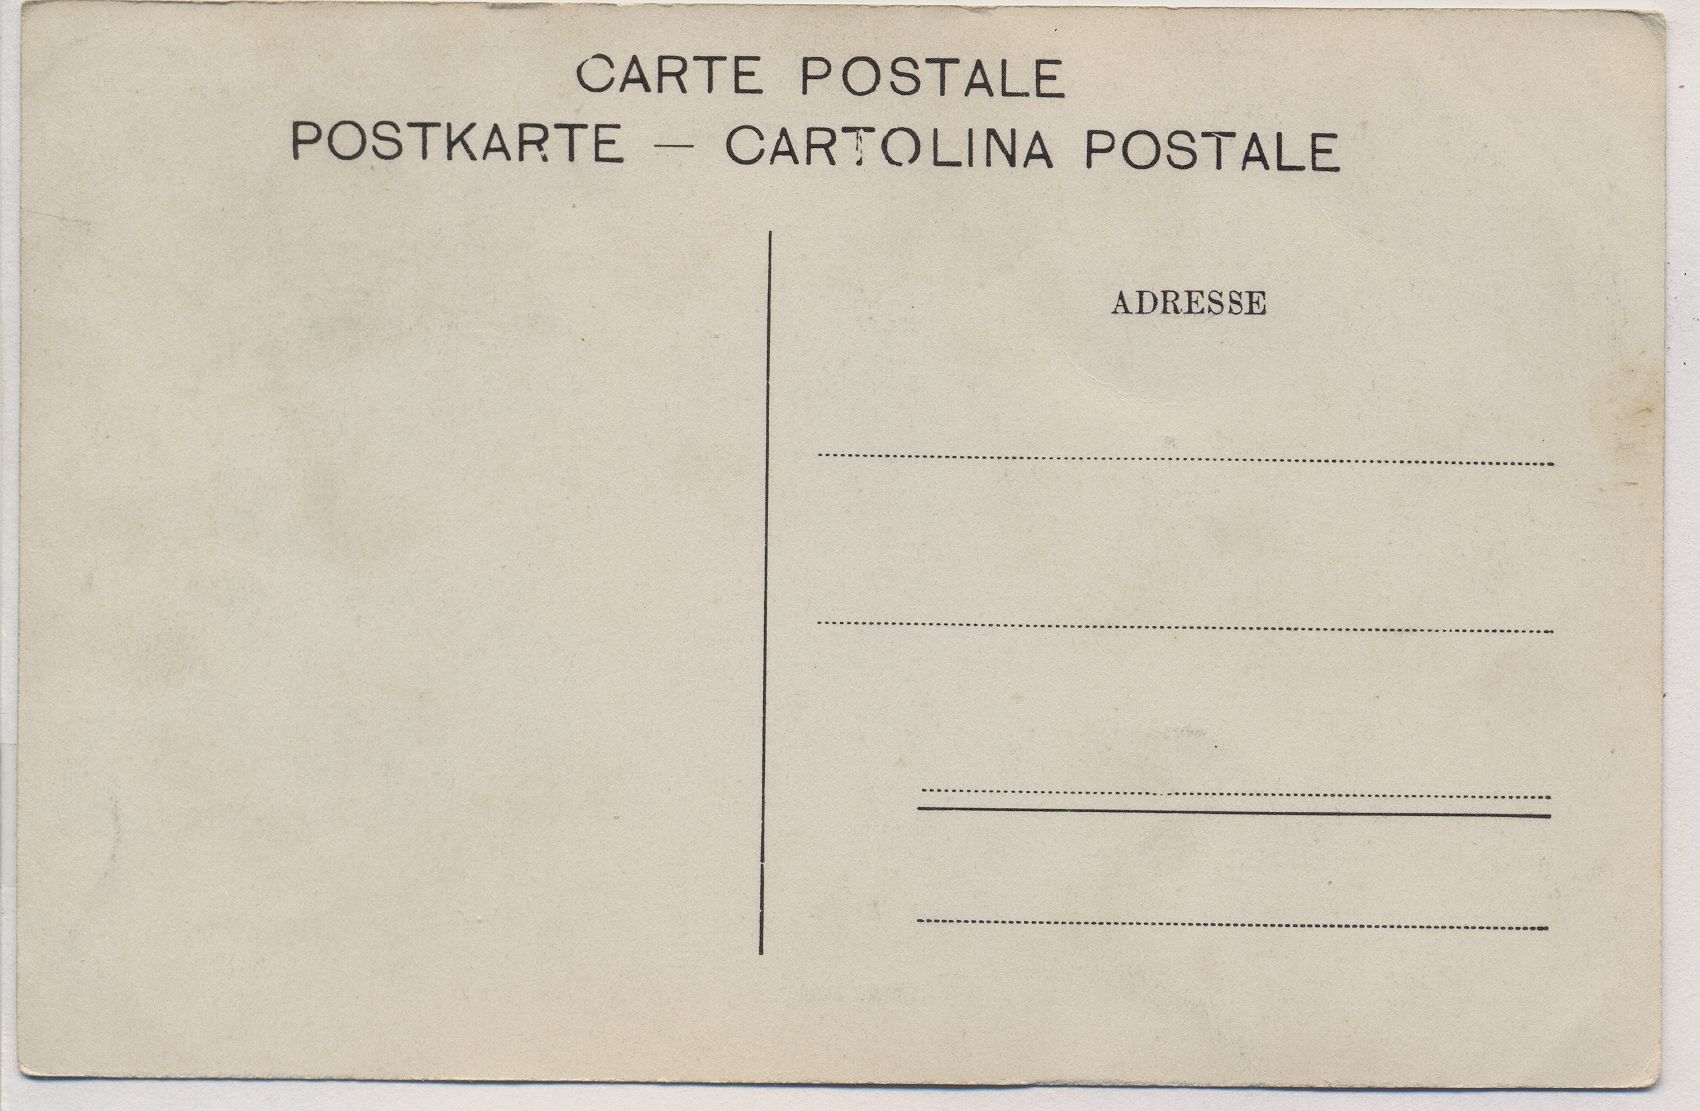 CARTE POSTALE
POSTKARTE — CARTOLINA POSTALE
ADRESSE